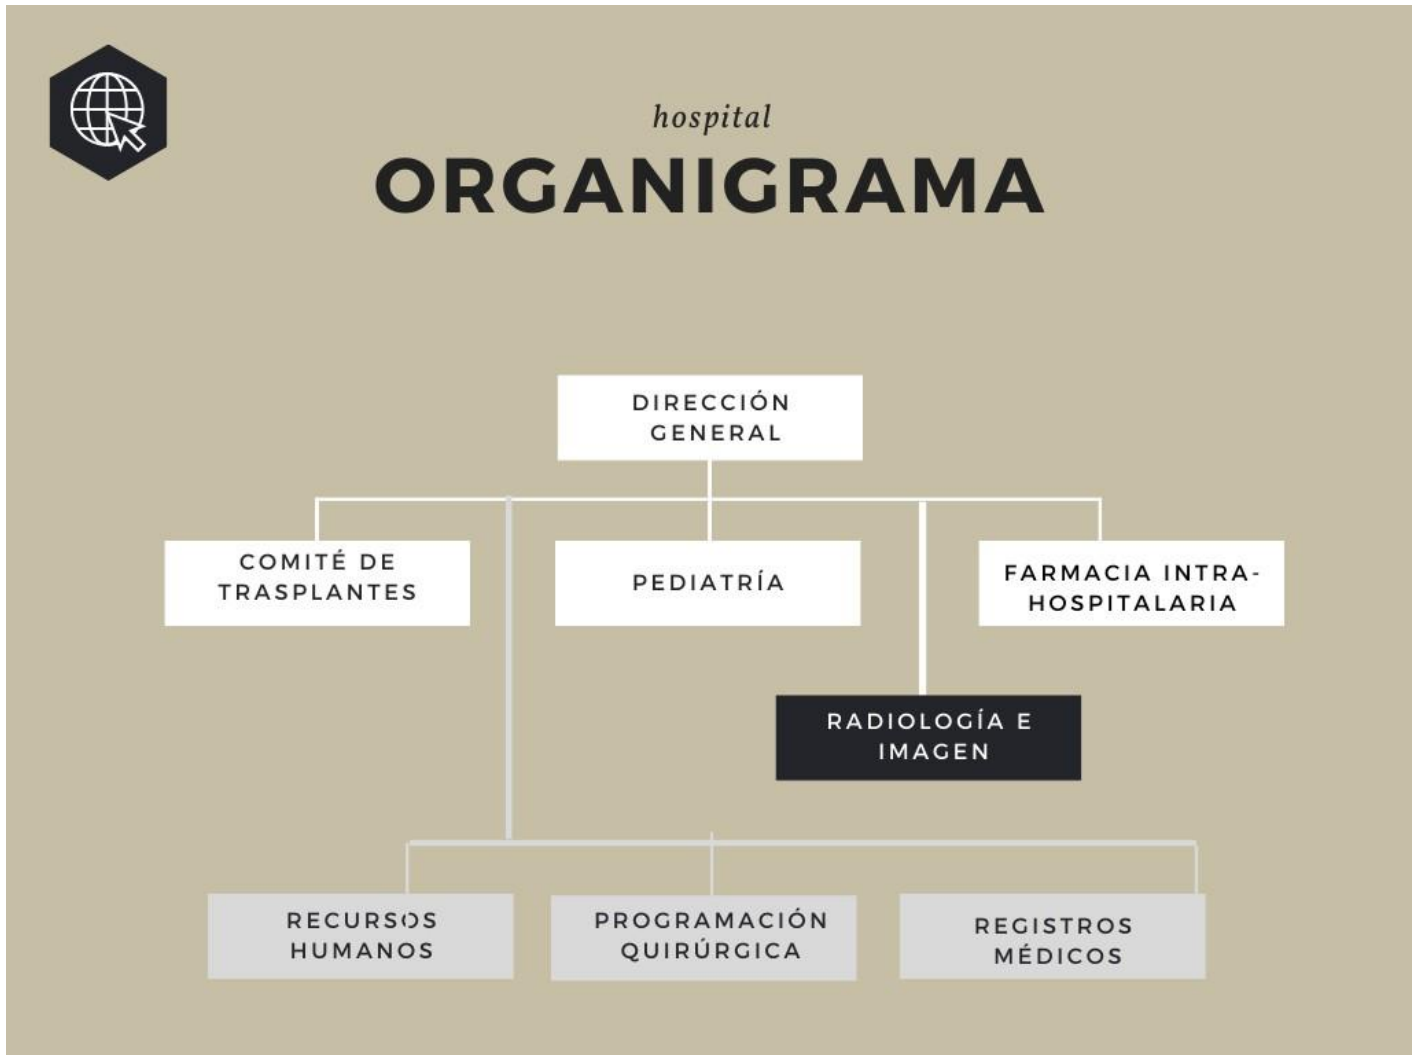 hospital
ORGANIGRAMA
DIRECCIÓN
GENERAL
COMITÉ DE
TRASPLANTES
PEDIATRÍA
FARMACIA INTRA-
HOSPITALARIA
RADIOLOGÍA E
IMAGEN
RECURSOS
HUMANOS
PROGRAMACIÓN
QUIRÚRGICA
REGISTROS
MÉDICOS